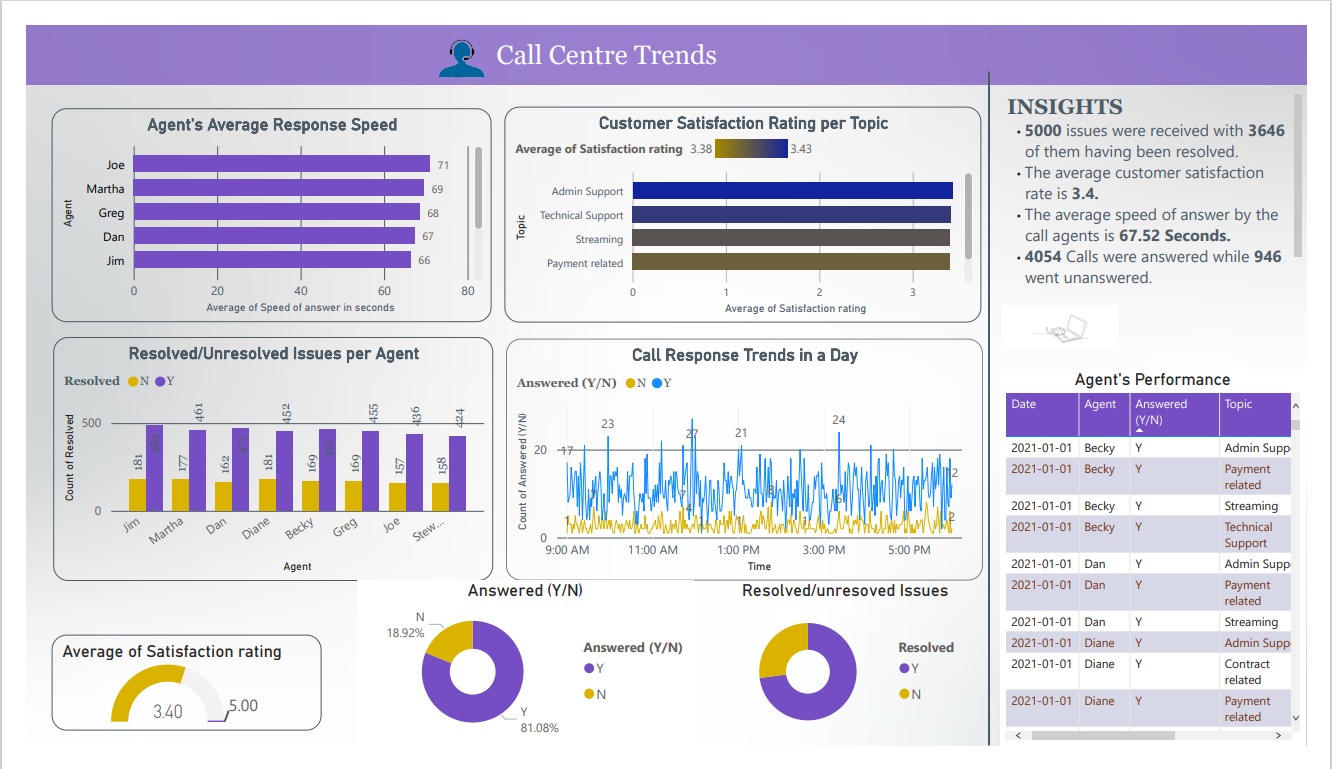 Call Centre Trends
Agent's Average Response Speed
Agent
Joe
71
Martha
69
Greg
68
Dan
67
Jim
66
0 20 40 60 80
Average of Speed of answer in seconds
Customer Satisfaction Rating per Topic
Average of Satisfaction rating 3.38 3.43
Topic
Admin Support
Technical Support
Streaming
Payment related
0 1 2 3
Average of Satisfaction rating
Resolved/Unresolved Issues per Agent
Resolved N Y
Count of Resolved
500
0
181 485 177 461 162 471 181 452 169 462 169 455 157 436 158 424
Jim Martha Dan Diane Becky Greg Joe Stew...
Agent
Call Response Trends in a Day
Answered (Y/N) N Y
Count of Answered (Y/N)
20
0
17 23 27 21 24
7 4
1 1 1 2
9:00 AM 11:00 AM 1:00 PM 3:00 PM 5:00 PM
Time
Average of Satisfaction rating
3.40
5.00
Answered (Y/N)
N
18.92%
Y
81.08%
Answered (Y/N)
Y
N
Resolved/unresoved Issues
Resolved
Y
N
INSIGHTS
• 5000 issues were received with 3646
of them having been resolved.
• The average customer satisfaction
rate is 3.4.
• The average speed of answer by the
call agents is 67.52 Seconds.
• 4054 Calls were answered while 946
went unanswered.
Agent's Performance
Date Agent Answered Topic
(Y/N)
2021-01-01 Becky Y Admin Supp
2021-01-01 Becky Y Payment
related
2021-01-01 Becky Y Streaming
2021-01-01 Becky Y Technical
Support
2021-01-01 Dan Y Admin Supp
2021-01-01 Dan Y Payment
related
2021-01-01 Dan Y Streaming
2021-01-01 Diane Y Admin Supp
2021-01-01 Diane Y Contract
related
2021-01-01 Diane Y Payment
related